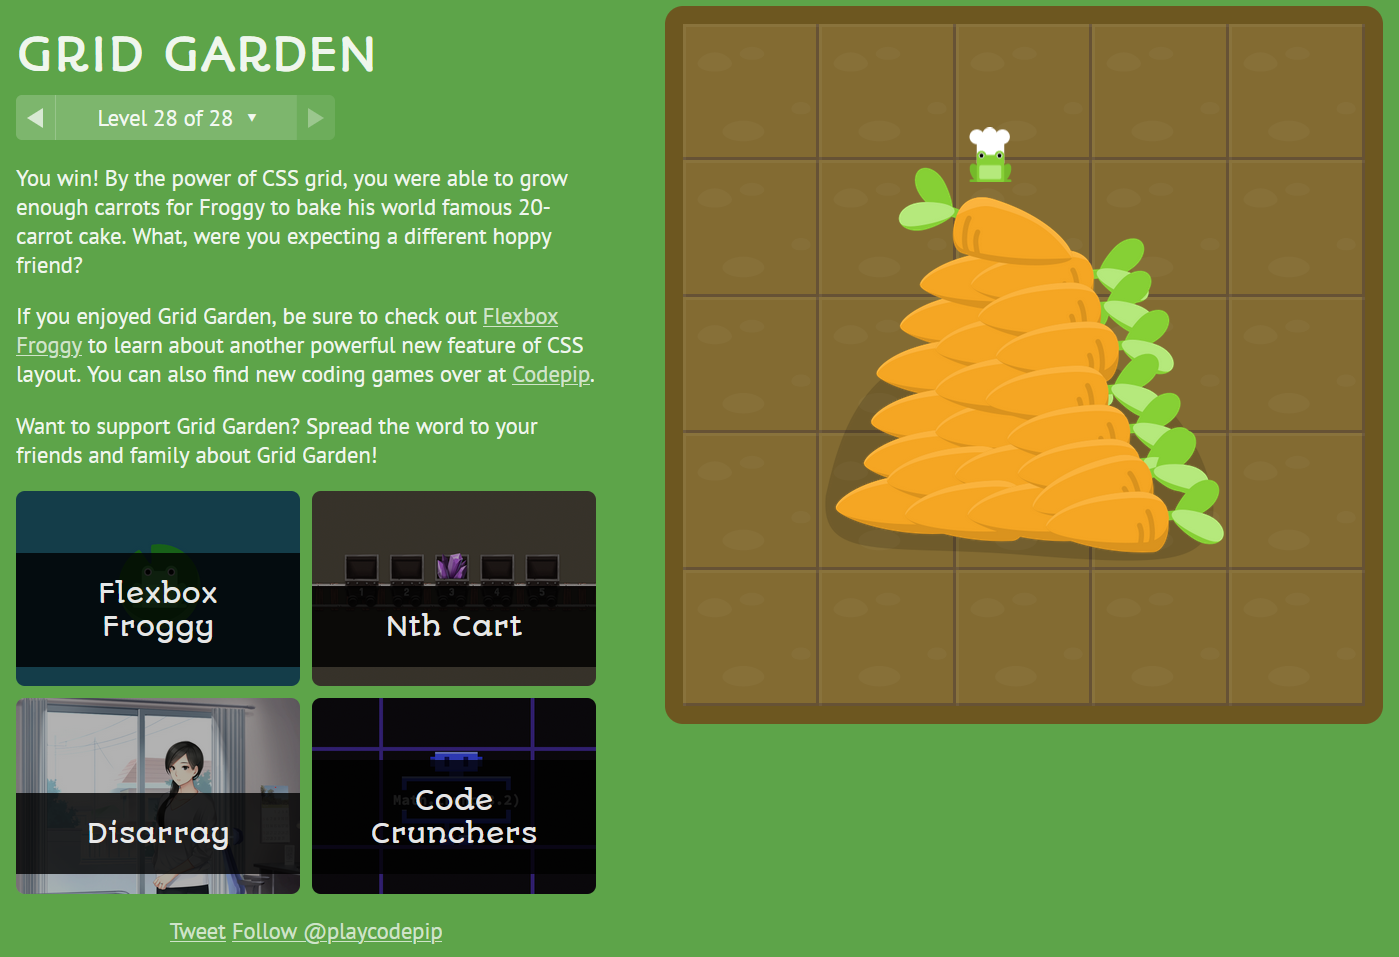 GRID GARDEN
Level 28 of 28
You win! By the power of CSS grid, you were able to grow
enough carrots for Froggy to bake his world famous 20-
carrot cake. What, were you expecting a different hoppy
friend?
If you enjoyed Grid Garden, be sure to check out Flexbox
Froggy to learn about another powerful new feature of CSS
layout. You can also find new coding games over at Codepip.
Want to support Grid Garden? Spread the word to your
friends and family about Grid Garden!
Flexbox
Froggy
1 2 3 4 5
Nth Cart
Disarray
Code
Crunchers
Tweet Follow @playcodepip